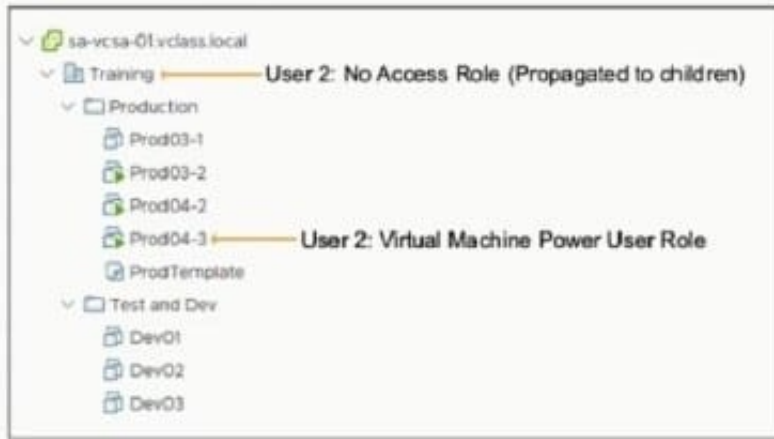 sa-vcsa-01.vclass.local
Training User 2: No Access Role (Propagated to children)
Production
Prod03-1
Prod03-2
Prod04-2
Prod04-3 User 2: Virtual Machine Power User Role
ProdTemplate
Test and Dev
Dev01
Dev02
Dev03